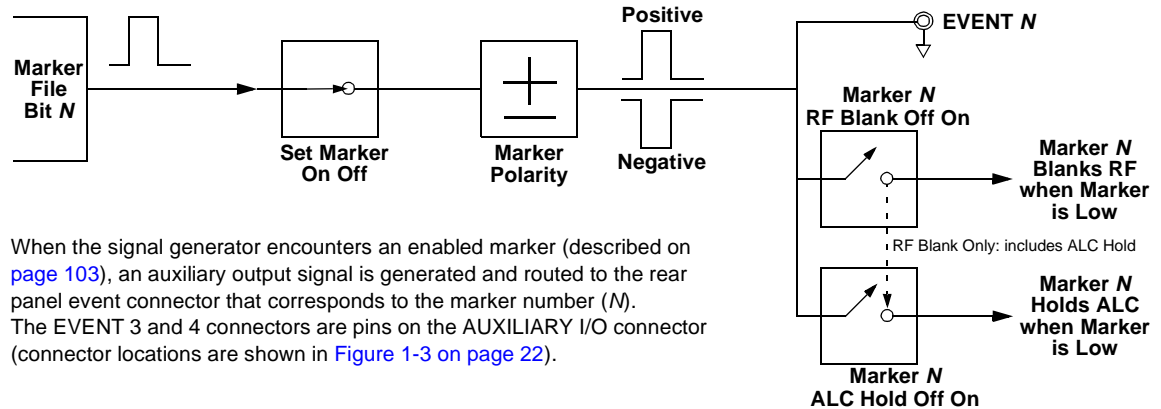 Marker
File
Bit N
Set Marker
On Off
Marker
Polarity
Positive
Negative
EVENT N
Marker N
RF Blank Off On
Marker N
Blanks RF
when Marker
is Low
RF Blank Only: includes ALC Hold
Marker N
Holds ALC
when Marker
is Low
Marker N
ALC Hold Off On
When the signal generator encounters an enabled marker (described on
page 103), an auxiliary output signal is generated and routed to the rear
panel event connector that corresponds to the marker number (N).
The EVENT 3 and 4 connectors are pins on the AUXILIARY I/O connector
(connector locations are shown in Figure 1-3 on page 22).